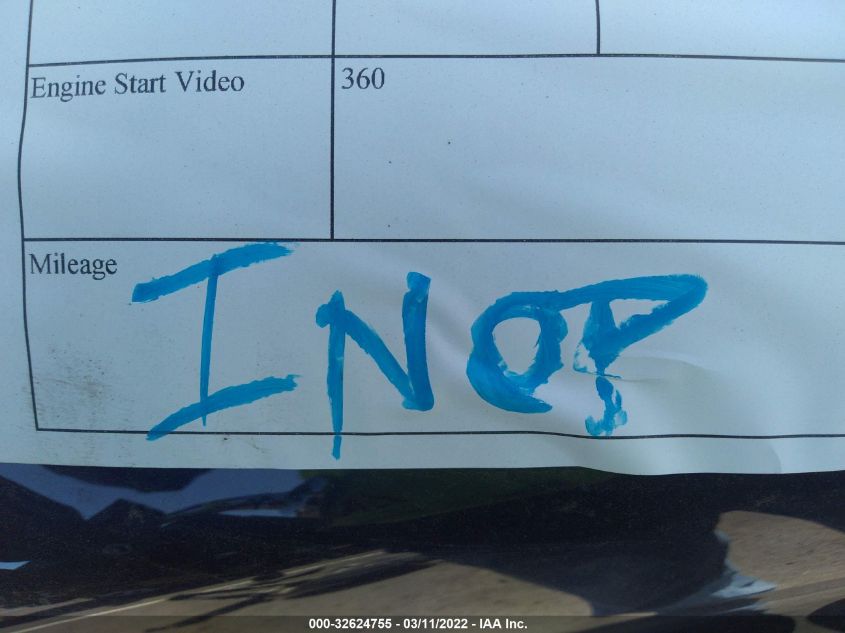 Engine Start Video 360
Mileage INOP
000-32624755 - 03/11/2022 - IAA Inc.